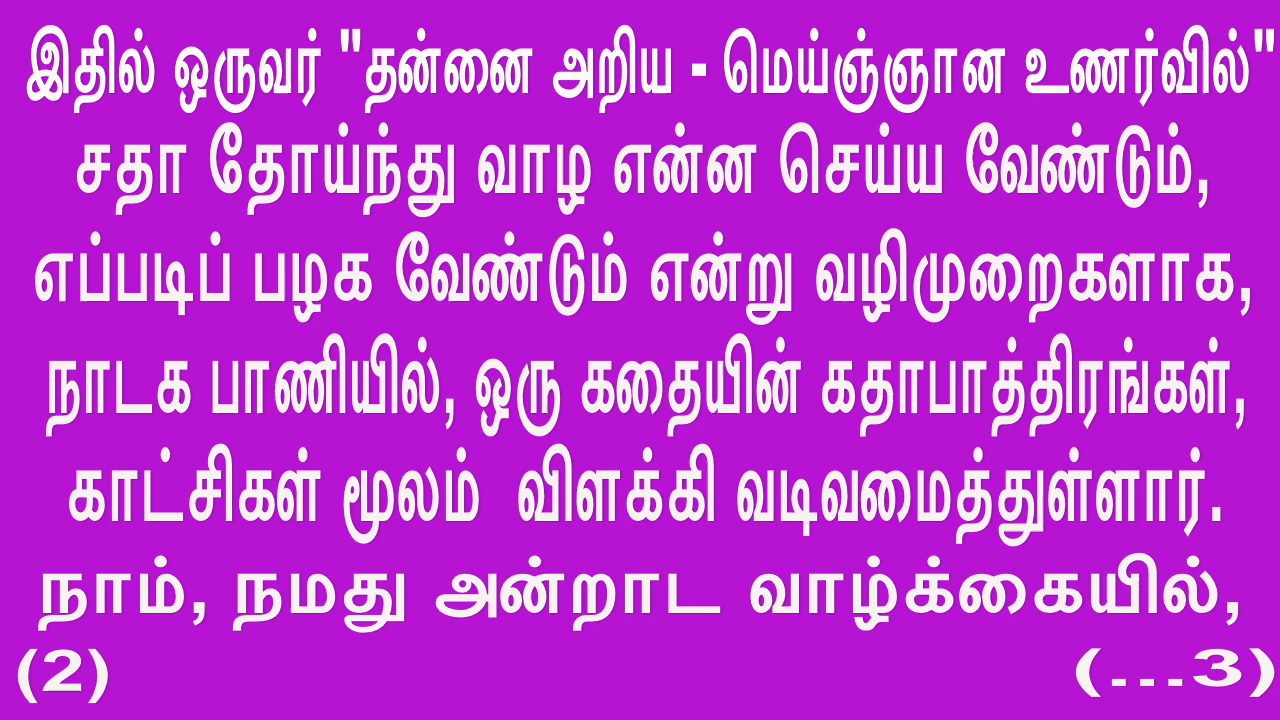 இதில் ஒருவர் "தன்னை அறிய - மெய்ஞ்ஞான உணர்வில்"
சதா தோய்ந்து வாழ என்ன செய்ய வேண்டும்,
எப்படிப் பழக வேண்டும் என்று வழிமுறைகளாக,
நாடக பாணியில், ஒரு கதையின் கதாபாத்திரங்கள்,
காட்சிகள் மூலம் விளக்கி வடிவமைத்துள்ளார்.
நாம், நமது அன்றாட வாழ்க்கையில்,
(2) (...3)